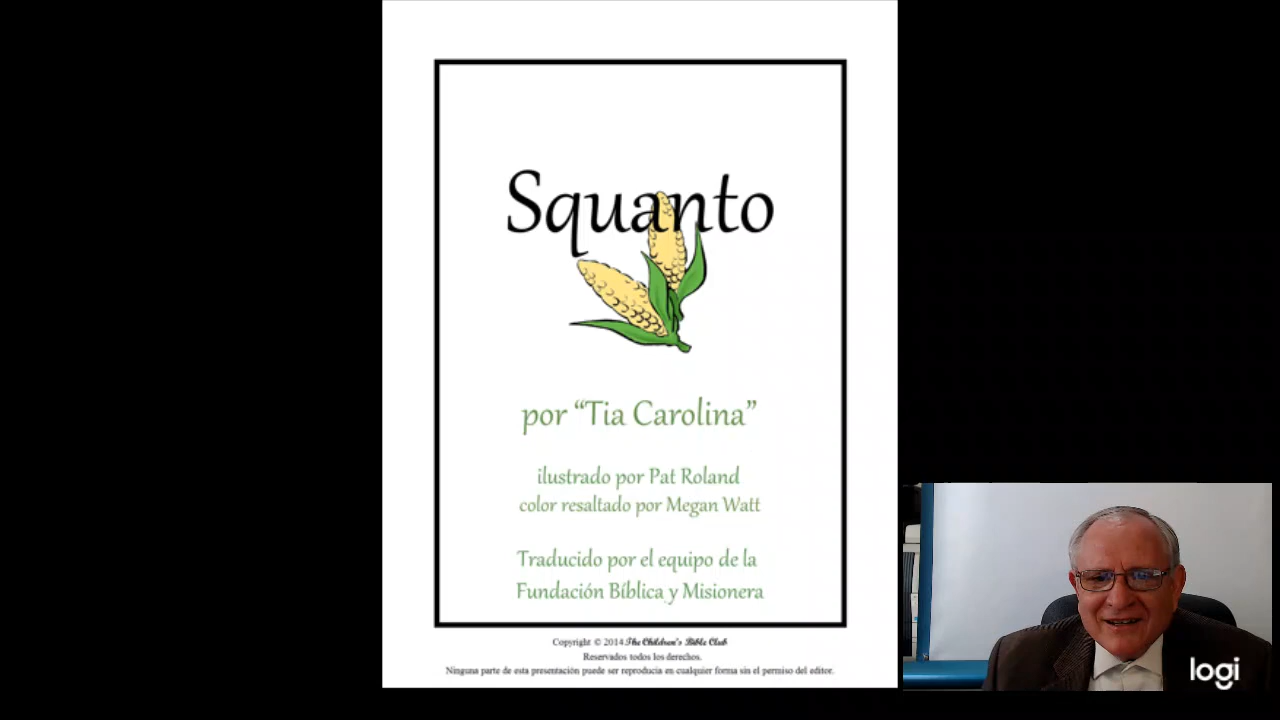 Squanto
por “Tia Carolina”
ilustrado por Pat Roland
color resaltado por Megan Watt
Traducido por el equipo de la
Fundación Bíblica y Misionera
Copyright © 2014 The Children's Bible Club
Reservados todos los derechos.
Ninguna parte de esta presentación puede ser reproducia en cualquier forma sin el permiso del editor.
logi